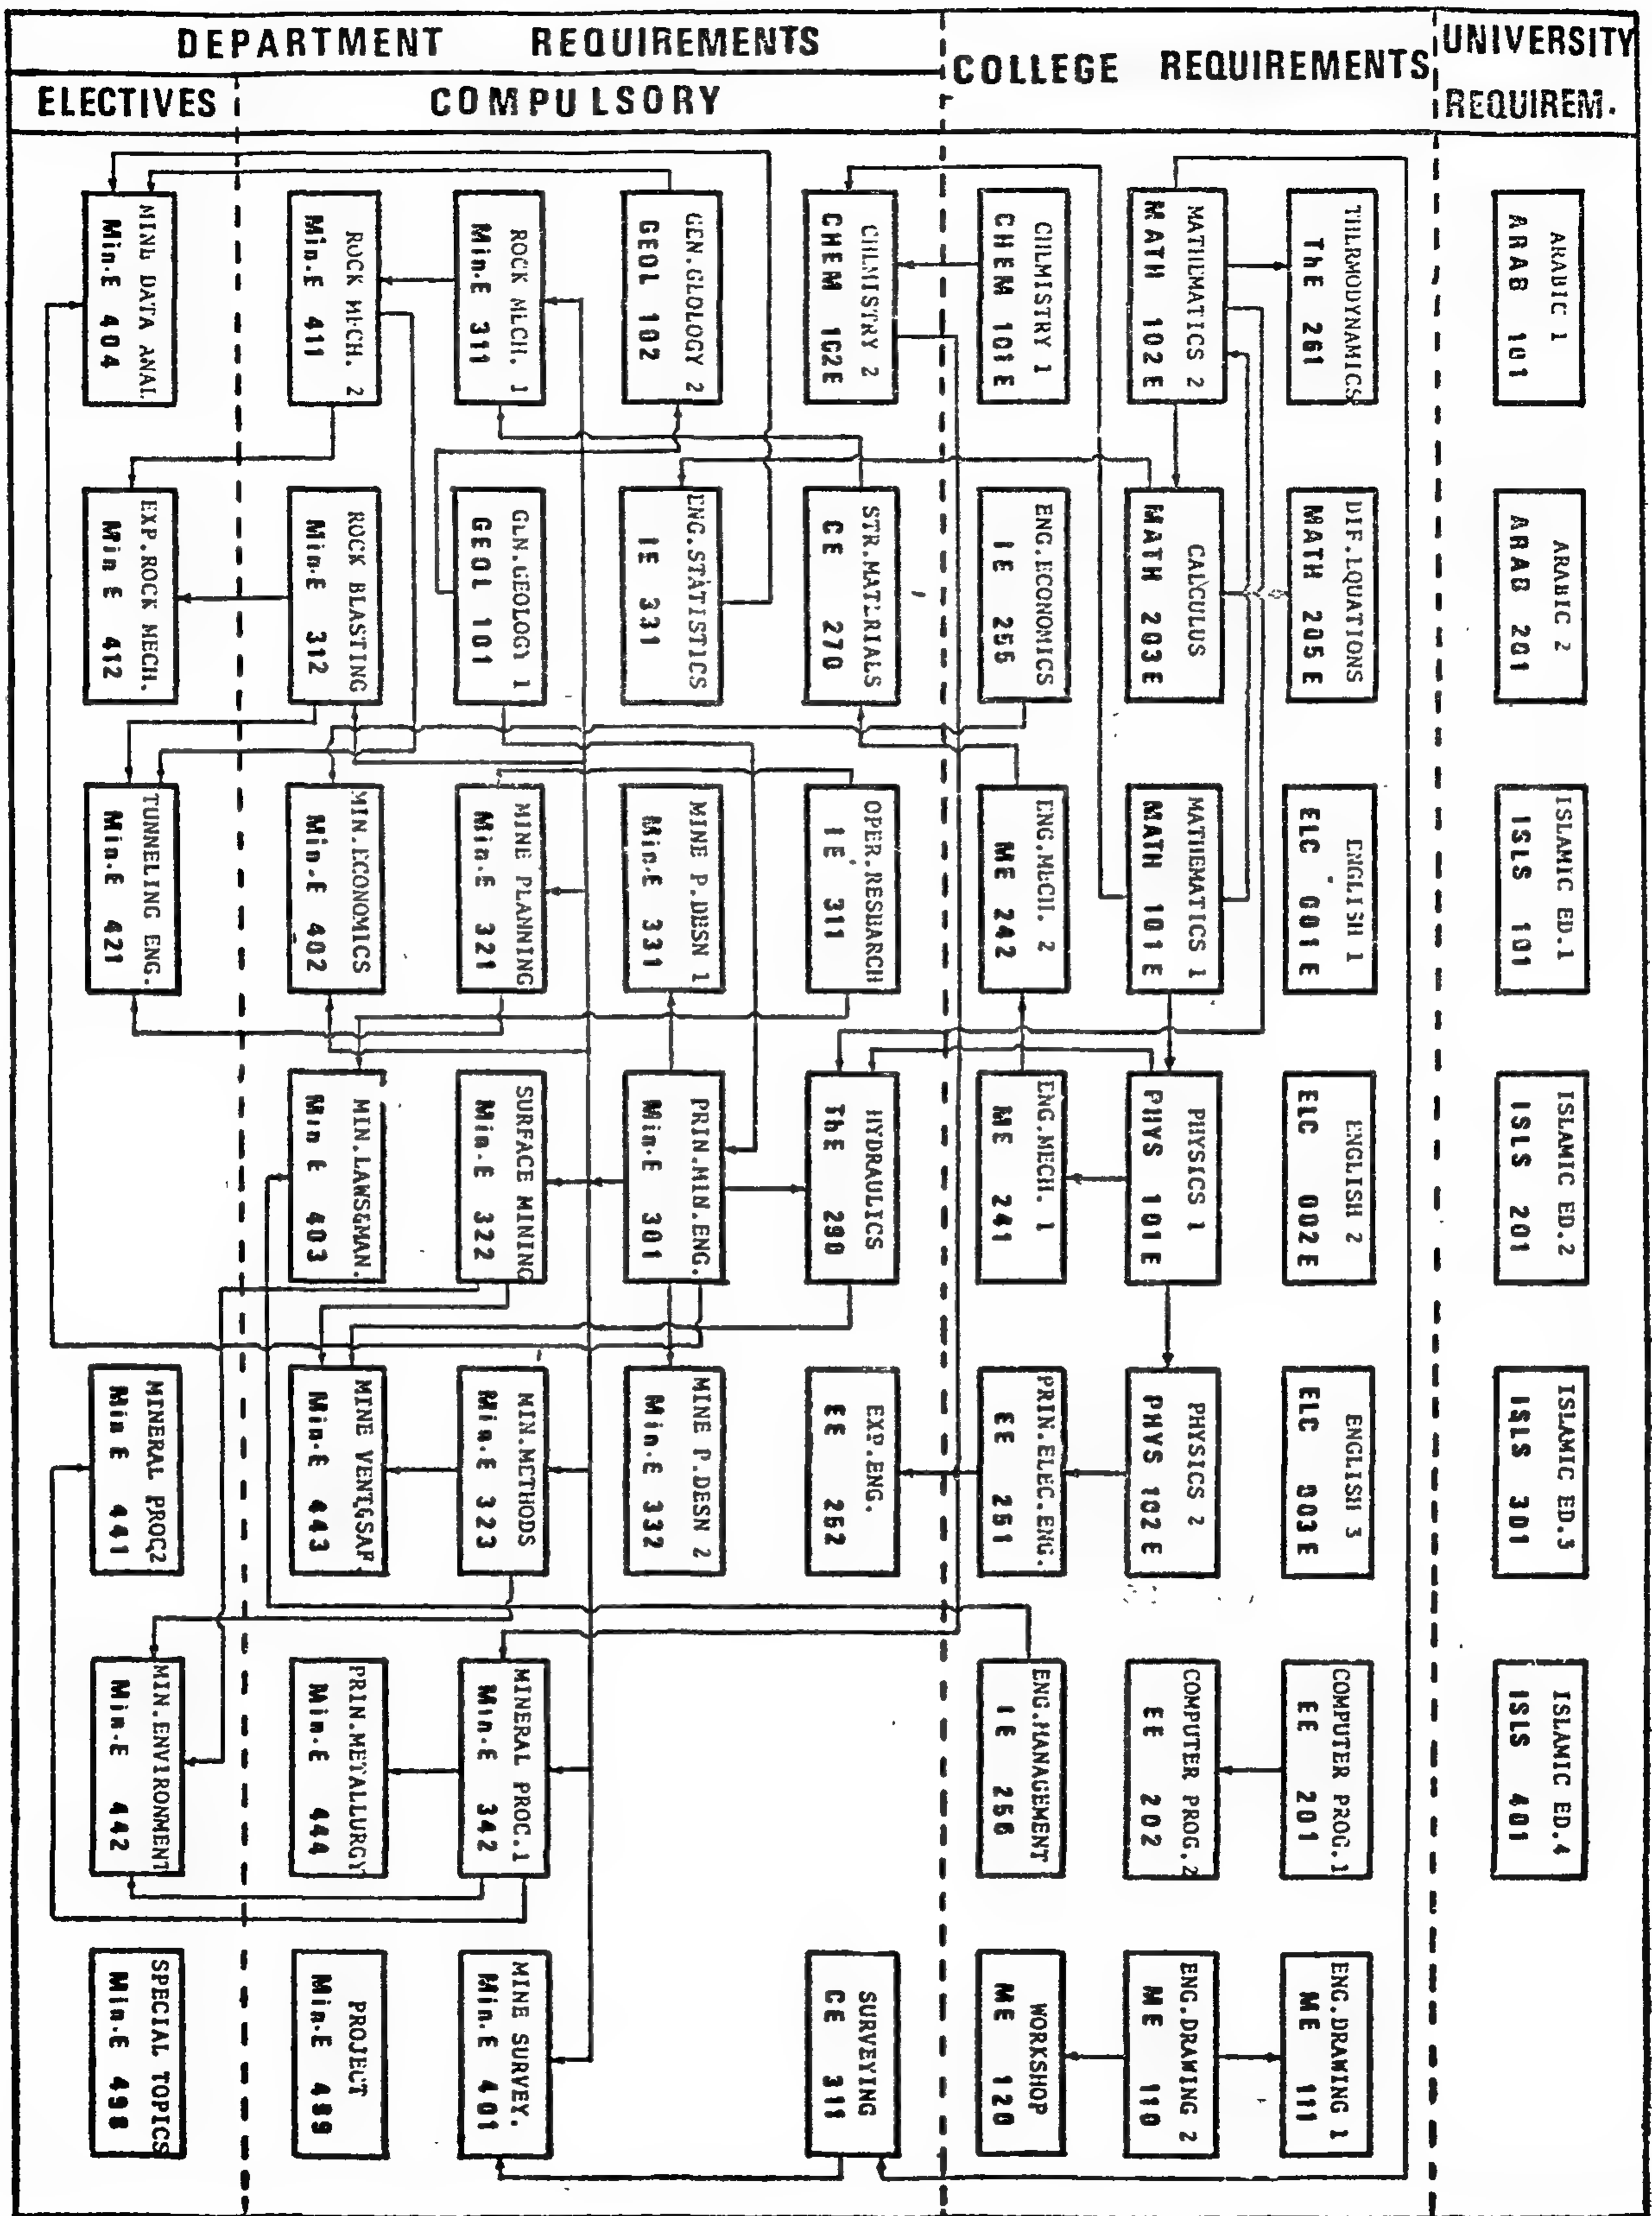 DEPARTMENT REQUIREMENTS
COLLEGE REQUIREMENTS
UNIVERSITY
REQUIREM.
ELECTIVES
COMPULSORY
MINE DATA ANAL
Min.E 404
ROCK MECH. 2
Min.E 411
ROCK MECH. 1
Min.E 311
GEN.GEOLOGY 2
GEOL 102
CHEMISTRY 2
CHEM 102E
CHEMISTRY 1
CHEM 101E
MATHEMATICS 2
MATH 102E
THERMODYNAMICS
ThE 261
ARABIC 1
ARAB 101
EXP.ROCK MECH.
Min E 412
ROCK BLASTING
Min.E 312
GEN.GEOLOGY 1
GEOL 101
ENG.STATISTICS
IE 331
STR.MATERIALS
CE 270
ENG.ECONOMICS
IE 255
CALCULUS
MATH 203E
DIF.EQUATIONS
MATH 205E
ARABIC 2
ARAB 201
TUNNELING ENG.
Min.E 421
MIN.ECONOMICS
Min.E 402
MINE PLANNING
Min.E 321
MINE P.DESN 1
Min.E 331
OPER.RESEARCH
IE 311
ENG.MECH. 2
ME 242
MATHEMATICS 1
MATH 101E
ENGLISH 1
ELC 001E
ISLAMIC ED.1
ISLS 101
MIN.LAWS&MAN.
Min E 403
SURFACE MINING
Min.E 322
PRIN.MIN.ENG.
Min.E 301
HYDRAULICS
ThE 290
ENG.MECH. 1
ME 241
PHYSICS 1
PHYS 101E
ENGLISH 2
ELC 002E
ISLAMIC ED.2
ISLS 201
MINERAL PROC2
Min E 441
MINE VENT&SAF.
Min.E 443
MIN.METHODS
Min.E 323
MINE P.DESN 2
Min.E 332
EXP.ENG.
EE 252
PRIN.ELEC.ENG.
EE 251
PHYSICS 2
PHYS 102E
ENGLISH 3
ELC 003E
ISLAMIC ED.3
ISLS 301
MIN.ENVIRONMENT
Min.E 442
PRIN.METALLURGY
Min.E 444
MINERAL PROC.1
Min.E 342
ENG.MANAGEMENT
IE 256
COMPUTER PROG.2
EE 202
COMPUTER PROG.1
EE 201
ISLAMIC ED.4
ISLS 401
SPECIAL TOPICS
Min.E 498
PROJECT
Min.E 499
MINE SURVEY.
Min.E 401
SURVEYING
CE 311
WORKSHOP
ME 120
ENG.DRAWING 2
ME 110
ENG.DRAWING 1
ME 111